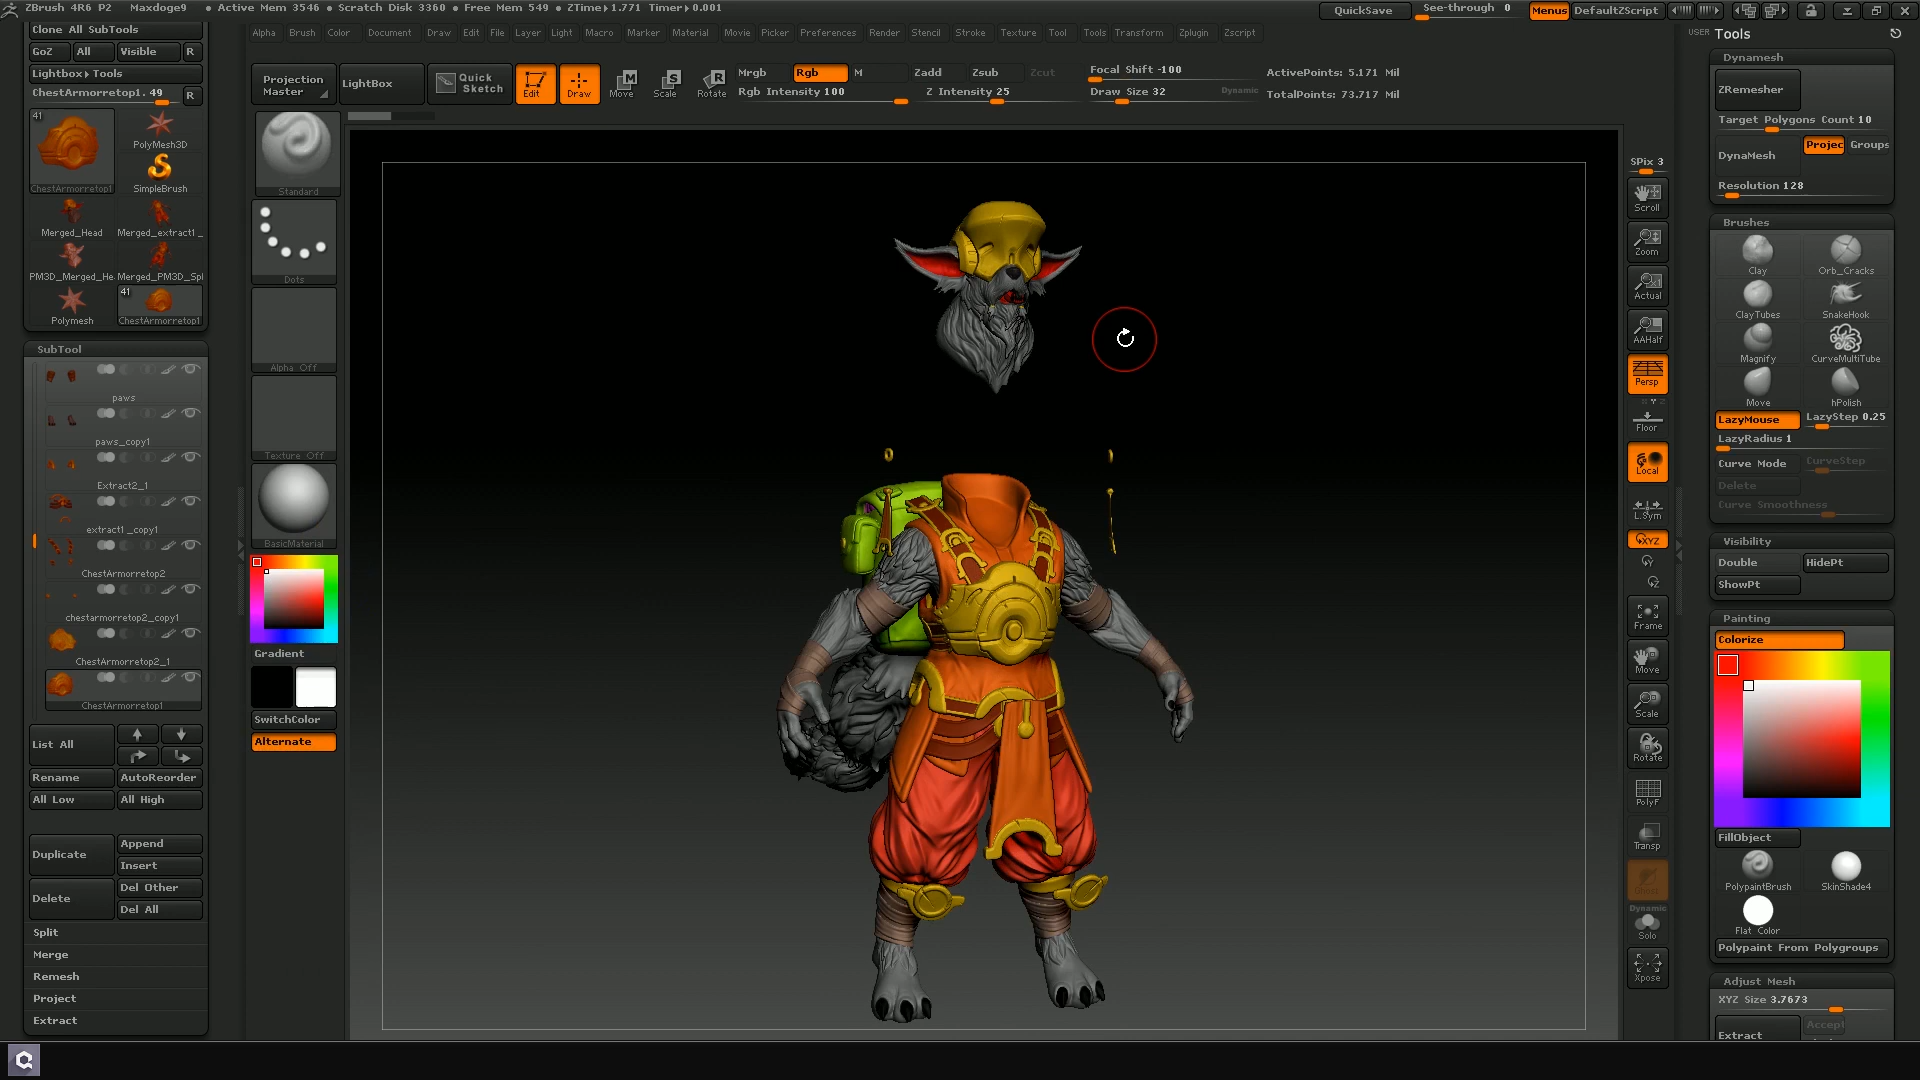 ZBrush 4R6 P2 Maxdoge9 • Active Mem 3546 • Scratch Disk 3360 • Free Mem 549 • ZTime▸1.771 Timer▸0.001
QuickSave
See-through 0
Menus
DefaultZScript
Clone All SubTools
GoZ All Visible R
Lightbox▸Tools
ChestArmorretop1. 49 R
41
ChestArmorretop1
PolyMesh3D
SimpleBrush
Merged_Head
Merged_extract1_
PM3D_Merged_He
Merged_PM3D_Spl
Polymesh
41
ChestArmorretop1
SubTool
paws
paws_copy1
Extract2_1
extract1_copy1
ChestArmorretop2
chestarmorretop2_copy1
ChestArmorretop2_1
ChestArmorretop1
List All
Rename AutoReorder
All Low All High
Duplicate
Append
Insert
Delete
Del Other
Del All
Split
Merge
Remesh
Project
Extract
Alpha Brush Color Document Draw Edit File Layer Light Macro Marker Material Movie Picker Preferences Render Stencil Stroke Texture Tool Tools Transform Zplugin Zscript
Projection Master
LightBox
Quick Sketch
Edit
Draw
M
Move
S
Scale
R
Rotate
Mrgb Rgb M
Rgb Intensity 100
Zadd Zsub Zcut
Z Intensity 25
Focal Shift -100
Draw Size 32
Dynamic
ActivePoints: 5.171 Mil
TotalPoints: 73.717 Mil
Standard
Dots
Alpha Off
Texture Off
BasicMaterial
Gradient
SwitchColor
Alternate
SPix 3
Scroll
Zoom
Actual
AAHalf
Persp
Floor
Local
L.Sym
XYZ
Y
Z
Frame
Move
Scale
Rotate
PolyF
Transp
Ghost
Dynamic
Solo
Xpose
USER Tools
Dynamesh
ZRemesher
Target Polygons Count 10
DynaMesh
Projec Groups
Resolution 128
Brushes
Clay
Orb_Cracks
ClayTubes
SnakeHook
Magnify
CurveMultiTube
Move
hPolish
LazyMouse
LazyStep 0.25
LazyRadius 1
Curve Mode
CurveStep
Delete
Curve Smoothness
Visibility
Double HidePt
ShowPt
Painting
Colorize
FillObject
PolypaintBrush
SkinShade4
Flat Color
Polypaint From Polygroups
Adjust Mesh
XYZ Size 3.7673
Extract
Accept